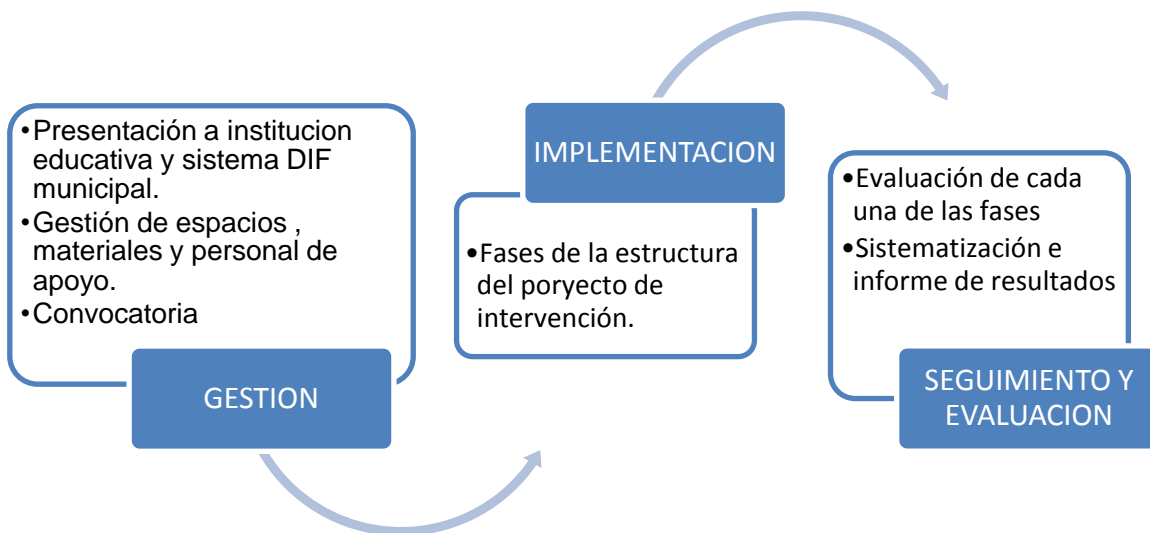 •Presentación a institucion
educativa y sistema DIF
municipal.
•Gestión de espacios ,
materiales y personal de
apoyo.
•Convocatoria
GESTION
IMPLEMENTACION
•Fases de la estructura
del poryecto de
intervención.
•Evaluación de cada
una de las fases
•Sistematización e
informe de resultados
SEGUIMIENTO Y
EVALUACION